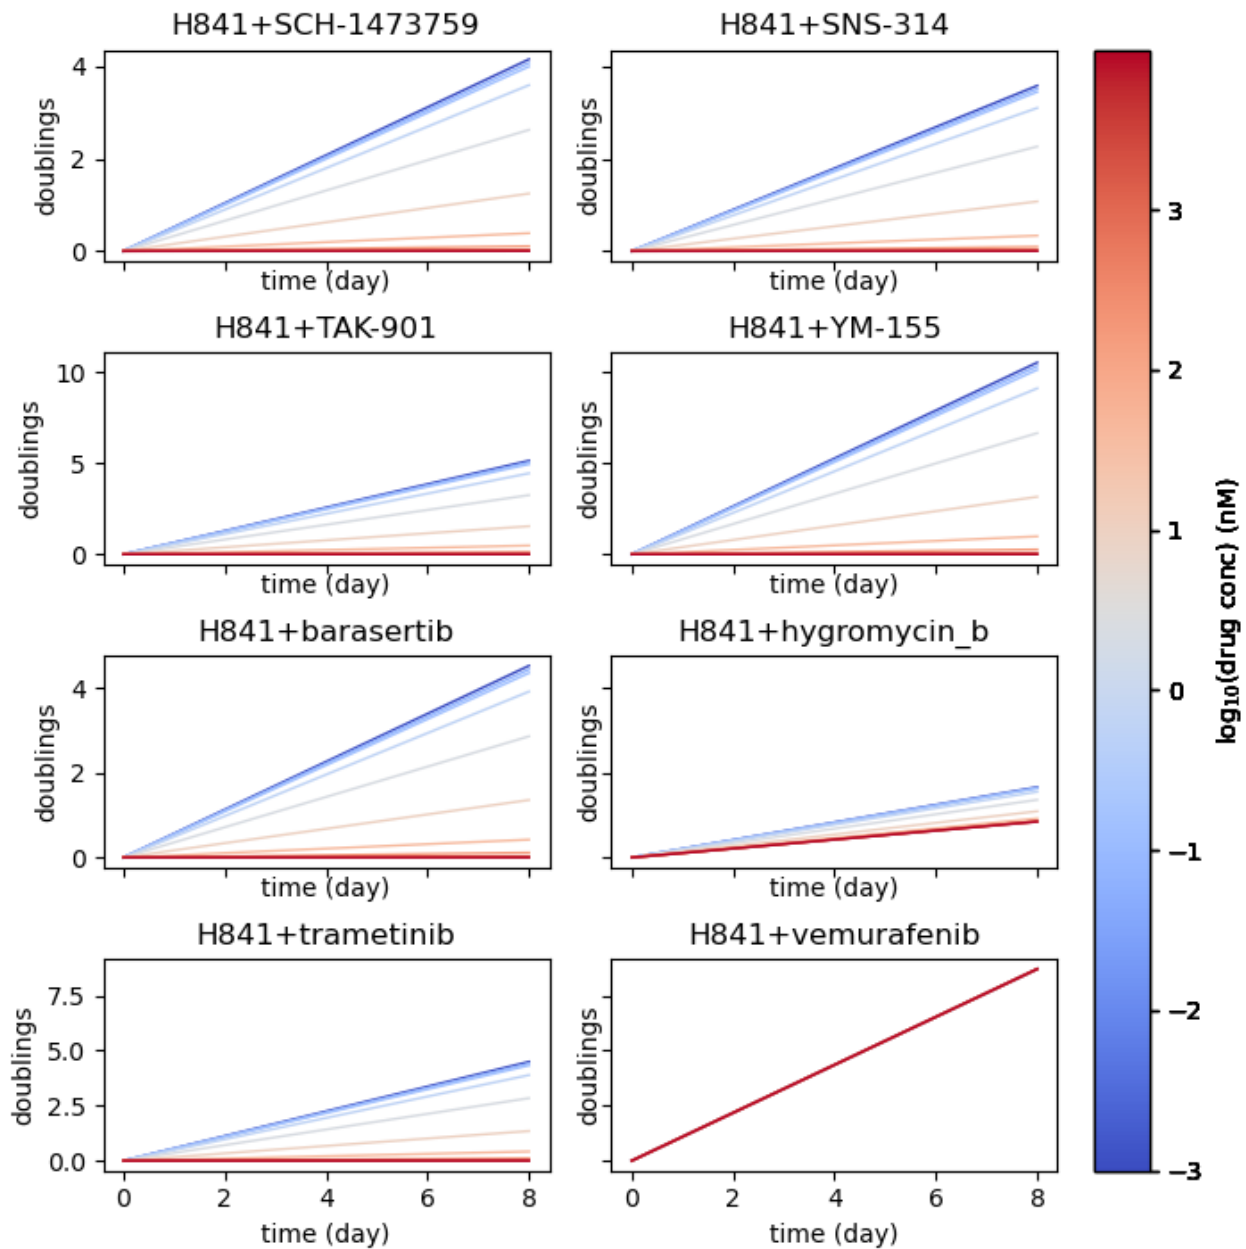 H841+SCH-1473759
H841+SNS-314
4
2
0
doublings
doublings
time (day)
time (day)
H841+TAK-901
H841+YM-155
10
5
0
doublings
doublings
time (day)
time (day)
H841+barasertib
H841+hygromycin_b
4
2
0
doublings
doublings
time (day)
time (day)
H841+trametinib
H841+vemurafenib
7.5
5.0
2.5
0.0
doublings
doublings
0 2 4 6 8
0 2 4 6 8
time (day)
time (day)
3
2
1
0
−1
−2
−3
log₁₀(drug conc) (nM)